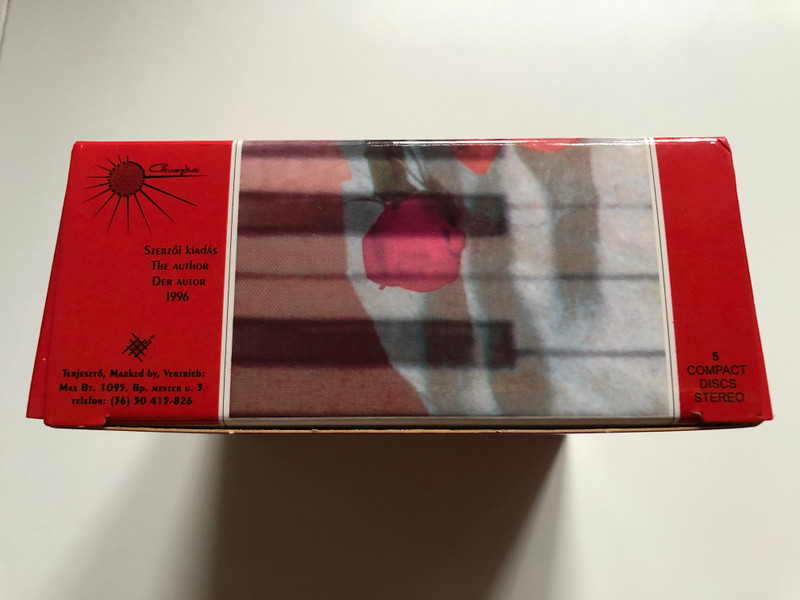 Szerzői kiadás
The author
Der autor
1996
Terjesztő, Marked by, Vertrieb:
Max Bt. 1095. Bp. mester u. 3.
telefon: (36) 30 415-826
5
COMPACT
DISCS
STEREO